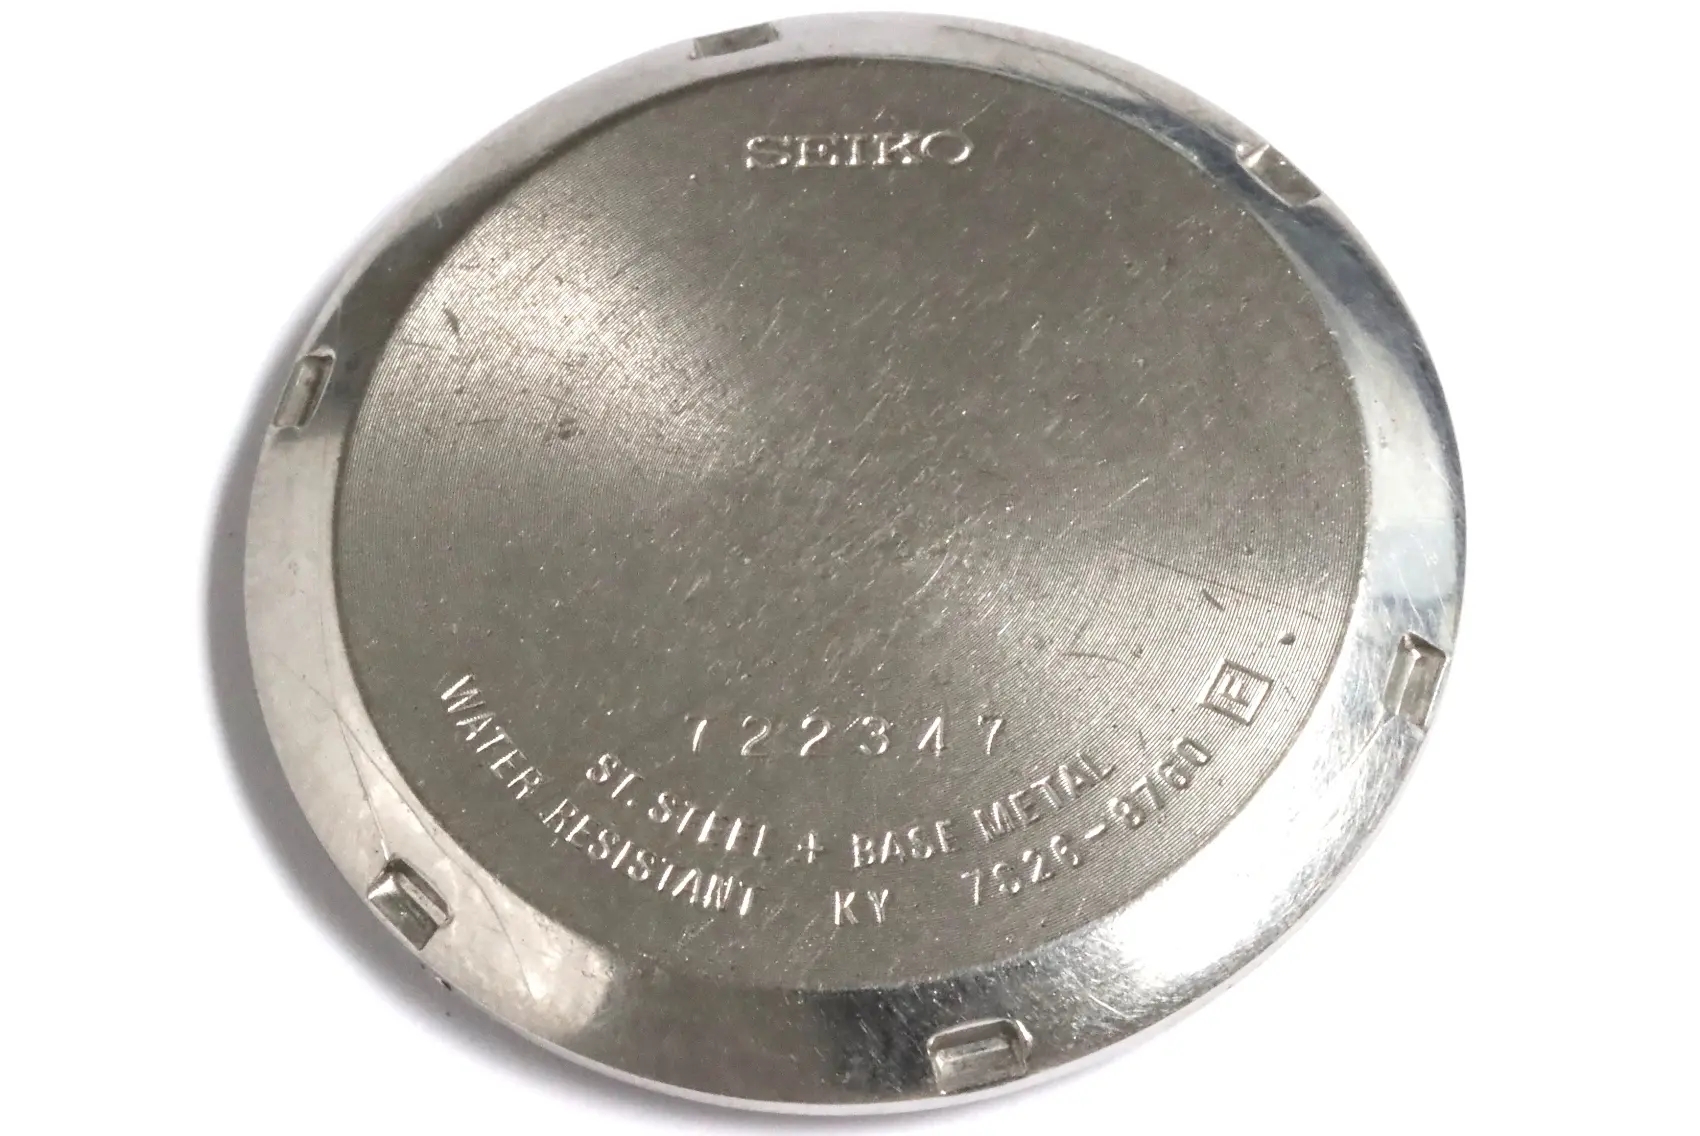 SEIKO
722347
ST. STEEL + BASE METAL
WATER RESISTANT KY 7S26-8760 F